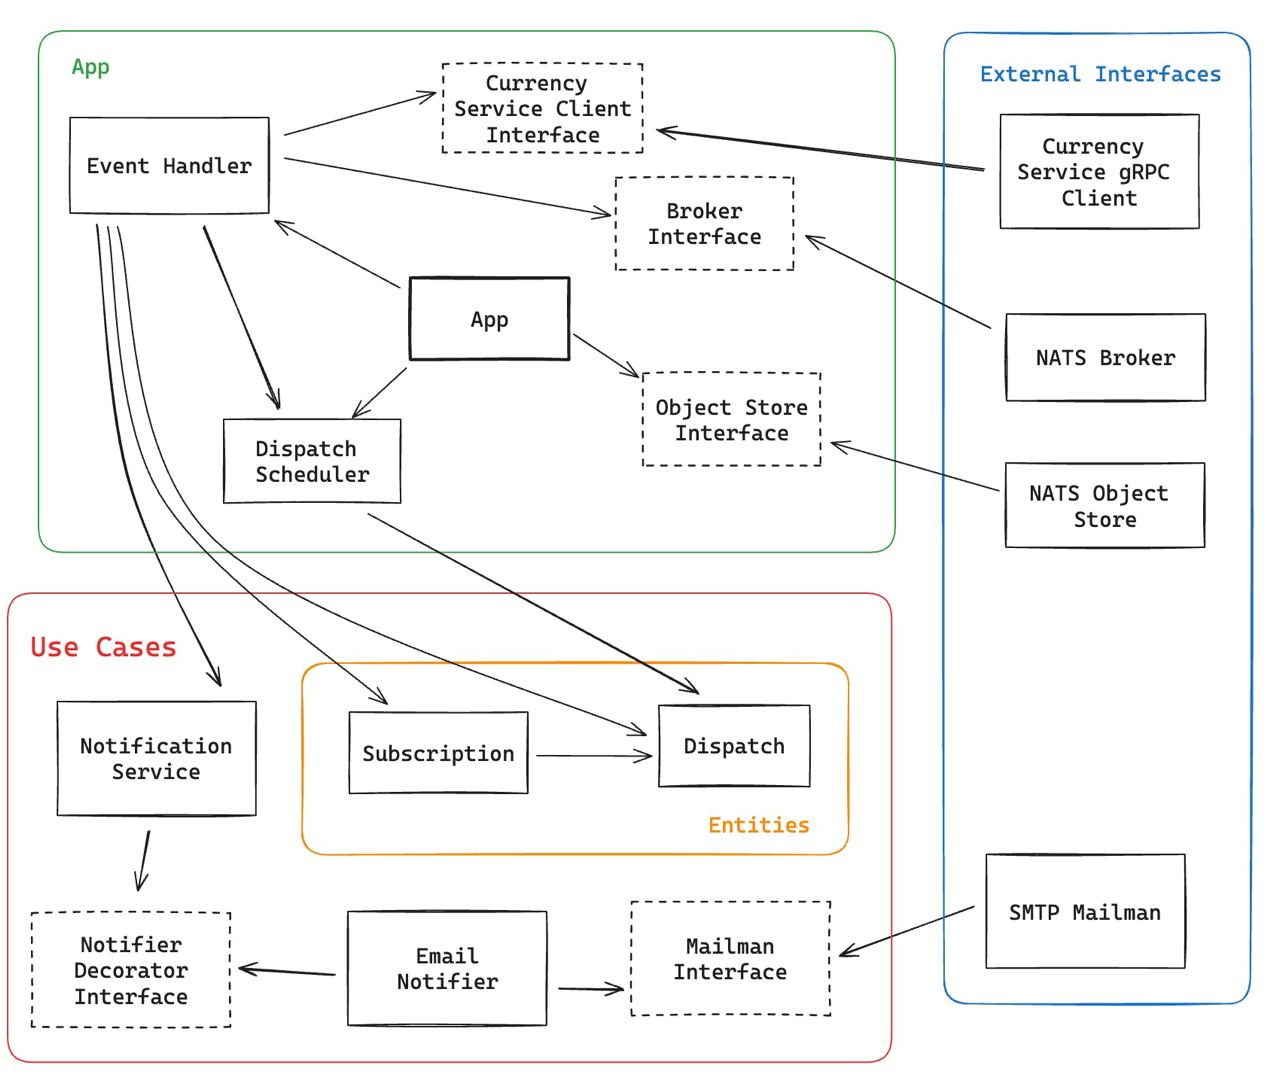 App
Event Handler
Currency
Service Client
Interface
Broker
Interface
App
Object Store
Interface
Dispatch
Scheduler
External Interfaces
Currency
Service gRPC
Client
NATS Broker
NATS Object
Store
SMTP Mailman
Use Cases
Notification
Service
Subscription
Dispatch
Entities
Notifier
Decorator
Interface
Email
Notifier
Mailman
Interface